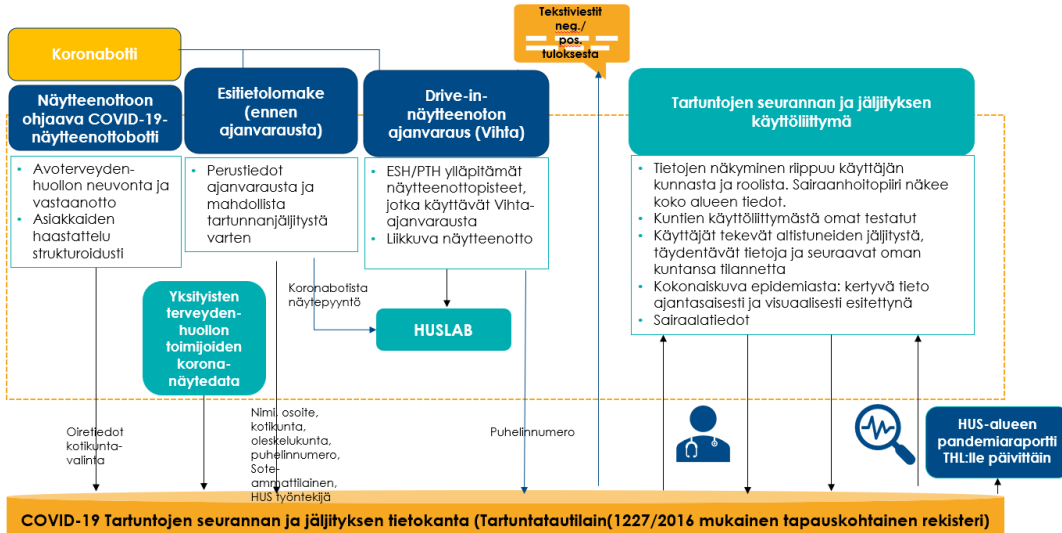 Tekstiviestit
neg./
pos.
tuloksesta
Koronabotti
Näytteenottoon
ohjaava COVID-19-
näytteenottobotti
Avoterveyden-
huollon neuvonta ja
vastaanotto
Asiakkaiden
haastattelu
strukturoidusti
Esitietolomake
(ennen
ajanvarausta)
Perustiedot
ajanvarausta ja
mahdollista
tartunnanjäljitystä
varten
Drive-in-
näytteenoton
ajanvaraus (Vihta)
ESH/PTH ylläpitämät
näytteenottopisteet,
jotka käyttävät Vihta-
ajanvarausta
Liikkuva näytteenotto
Tartuntojen seurannan ja jäljityksen
käyttöliittymä
Tietojen näkyminen riippuu käyttäjän
kunnasta ja roolista. Sairaanhoitopiiri näkee
koko alueen tiedot.
Kuntien käyttöliittymästä omat testatut
Käyttäjät tekevät altistuneiden jäljitystä,
täydentävät tietoja ja seuraavat oman
kuntansa tilannetta
Kokonaiskuva epidemiasta: kertyvä tieto
ajantasaisesti ja visuaalisesti esitettynä
Sairaalatiedot
Koronabotista
näytepyyntö
HUSLAB
Yksityisten
terveyden-
huollon
toimijoiden
korona-
näytedata
Oiretiedot
kotikunta-
valinta
Nimi, osoite,
kotikunta,
oleskelukunta,
puhelinnumero,
Sote-
ammattilainen,
HUS työntekijä
Puhelinnumero
HUS-alueen
pandemiaraportti
THL:lle päivittäin
COVID-19 Tartuntojen seurannan ja jäljityksen tietokanta (Tartuntatautilain(1227/2016 mukainen tapauskohtainen rekisteri)